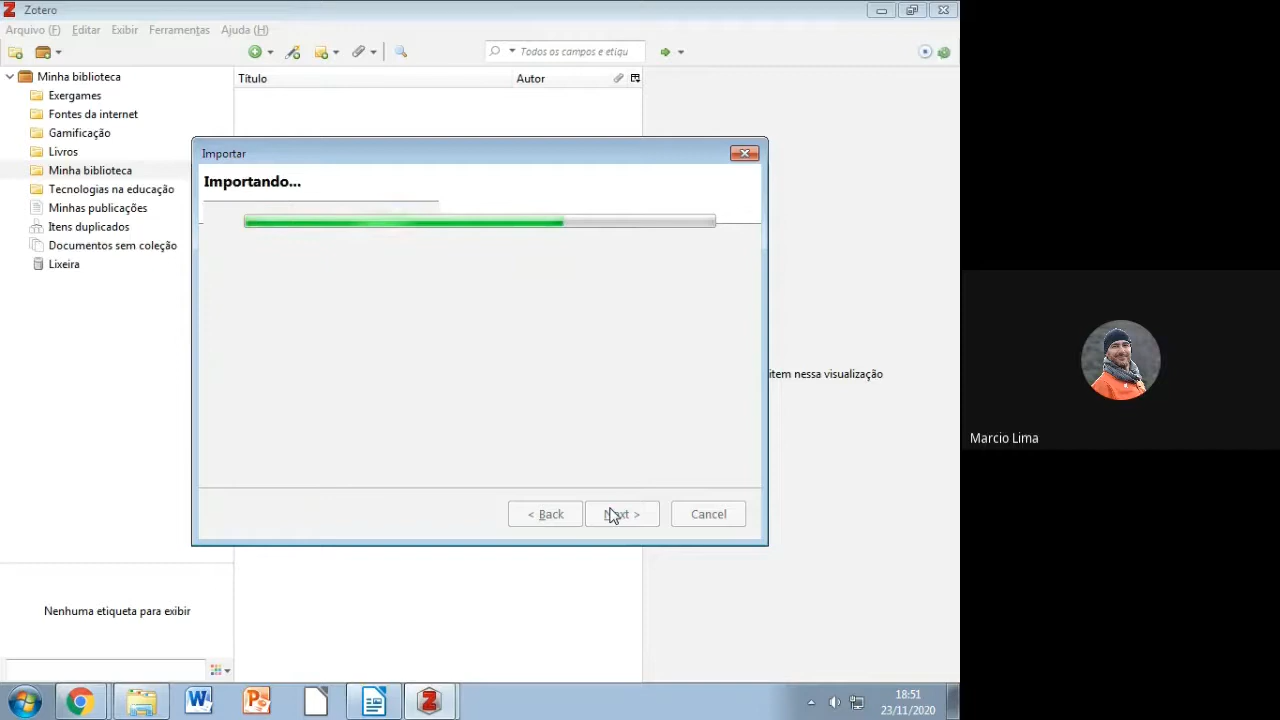 Zotero
Arquivo (F) Editar Exibir Ferramentas Ajuda (H)
Todos os campos e etiqu
Minha biblioteca
Exergames
Fontes da internet
Gamificação
Livros
Minha biblioteca
Tecnologias na educação
Minhas publicações
Itens duplicados
Documentos sem coleção
Lixeira
Título Autor
Importar
Importando...
item nessa visualização
< Back Next > Cancel
Nenhuma etiqueta para exibir
18:51
23/11/2020
Marcio Lima